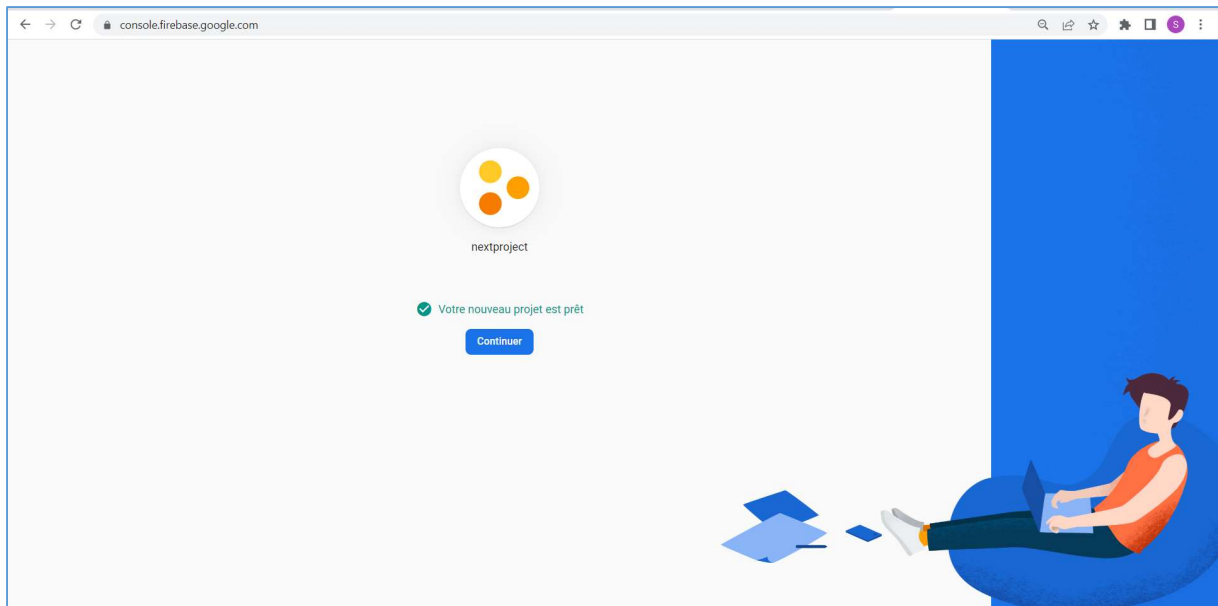 console.firebase.google.com
S
nextproject
Votre nouveau projet est prêt
Continuer